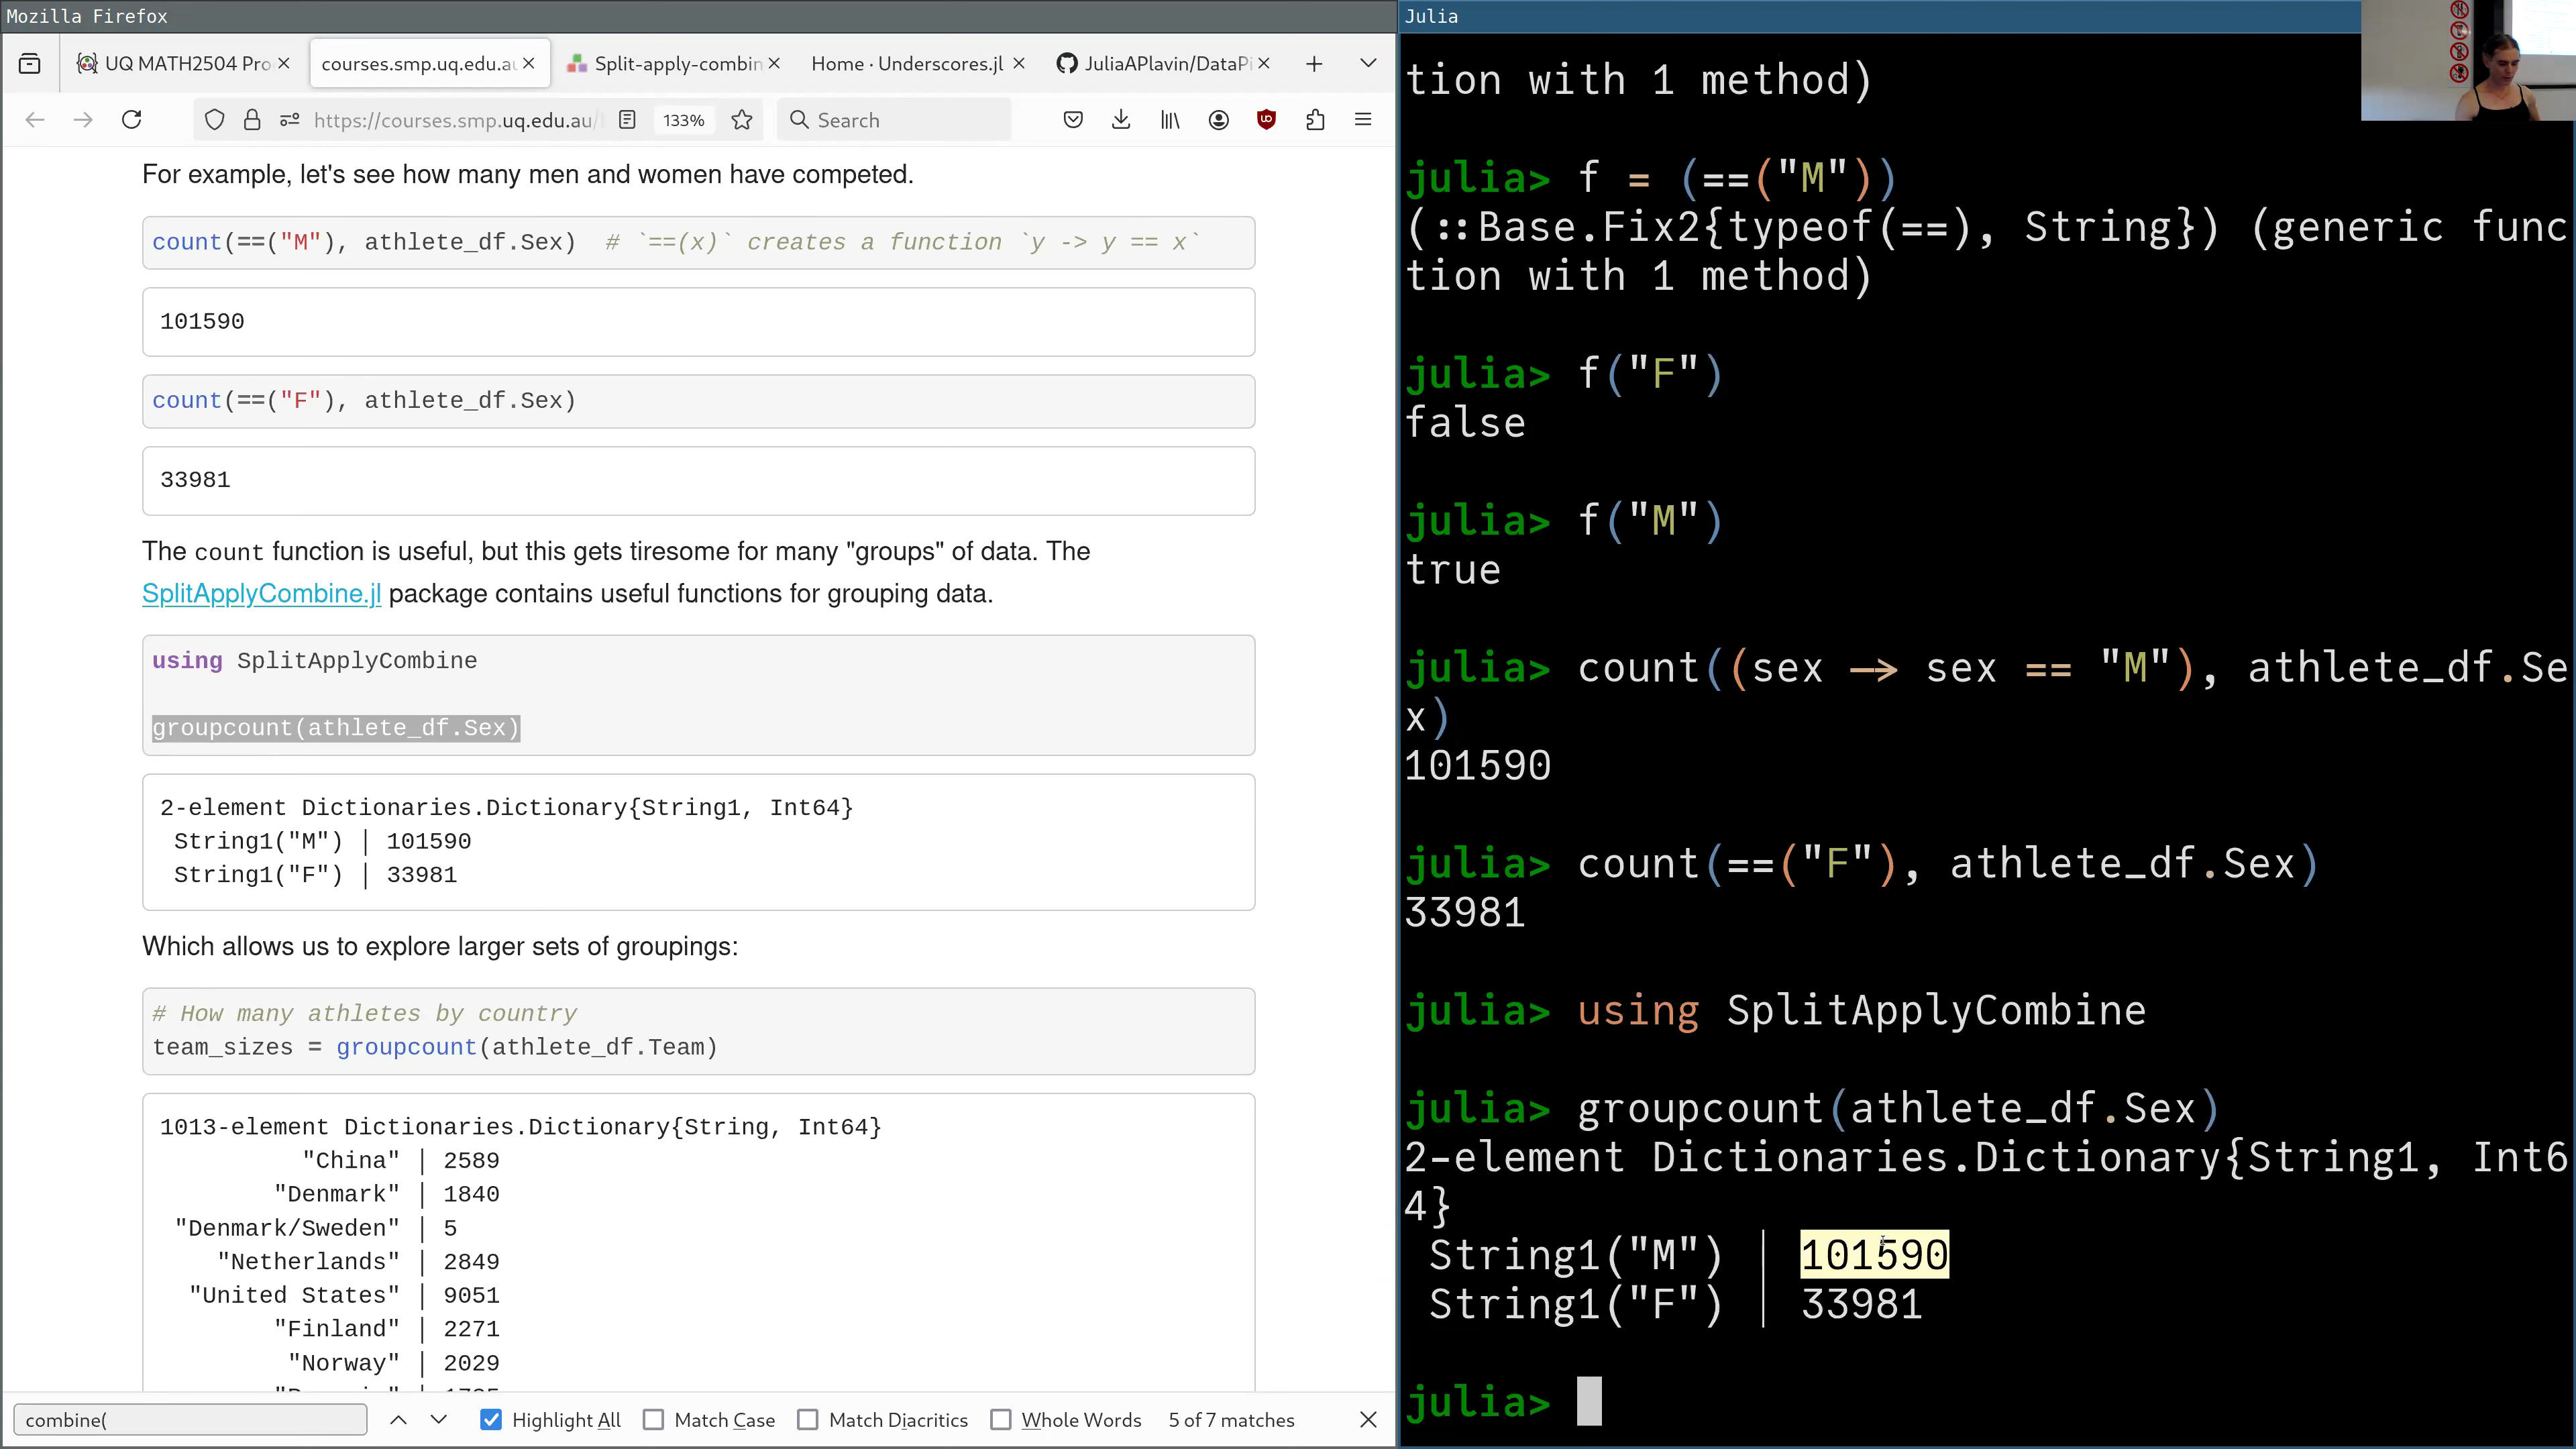 Mozilla Firefox
UQ MATH2504 Pro
courses.smp.uq.edu.au
Split-apply-combin
Home · Underscores.jl
JuliaAPlavin/DataPi
https://courses.smp.uq.edu.au/
133%
Search
For example, let's see how many men and women have competed.
count(==("M"), athlete_df.Sex)  # `==(x)` creates a function `y -> y == x`
101590
count(==("F"), athlete_df.Sex)
33981
The count function is useful, but this gets tiresome for many "groups" of data. The
SplitApplyCombine.jl package contains useful functions for grouping data.
using SplitApplyCombine
groupcount(athlete_df.Sex)
2-element Dictionaries.Dictionary{String1, Int64}
String1("M") | 101590
String1("F") | 33981
Which allows us to explore larger sets of groupings:
# How many athletes by country
team_sizes = groupcount(athlete_df.Team)
1013-element Dictionaries.Dictionary{String, Int64}
"China" | 2589
"Denmark" | 1840
"Denmark/Sweden" | 5
"Netherlands" | 2849
"United States" | 9051
"Finland" | 2271
"Norway" | 2029
combine(
Highlight All
Match Case
Match Diacritics
Whole Words
5 of 7 matches
Julia
tion with 1 method)
julia> f = (==("M"))
(::Base.Fix2{typeof(==), String}) (generic func
tion with 1 method)
julia> f("F")
false
julia> f("M")
true
julia> count((sex -> sex == "M"), athlete_df.Se
x)
101590
julia> count(==("F"), athlete_df.Sex)
33981
julia> using SplitApplyCombine
julia> groupcount(athlete_df.Sex)
2-element Dictionaries.Dictionary{String1, Int6
4}
String1("M") | 101590
String1("F") | 33981
julia>